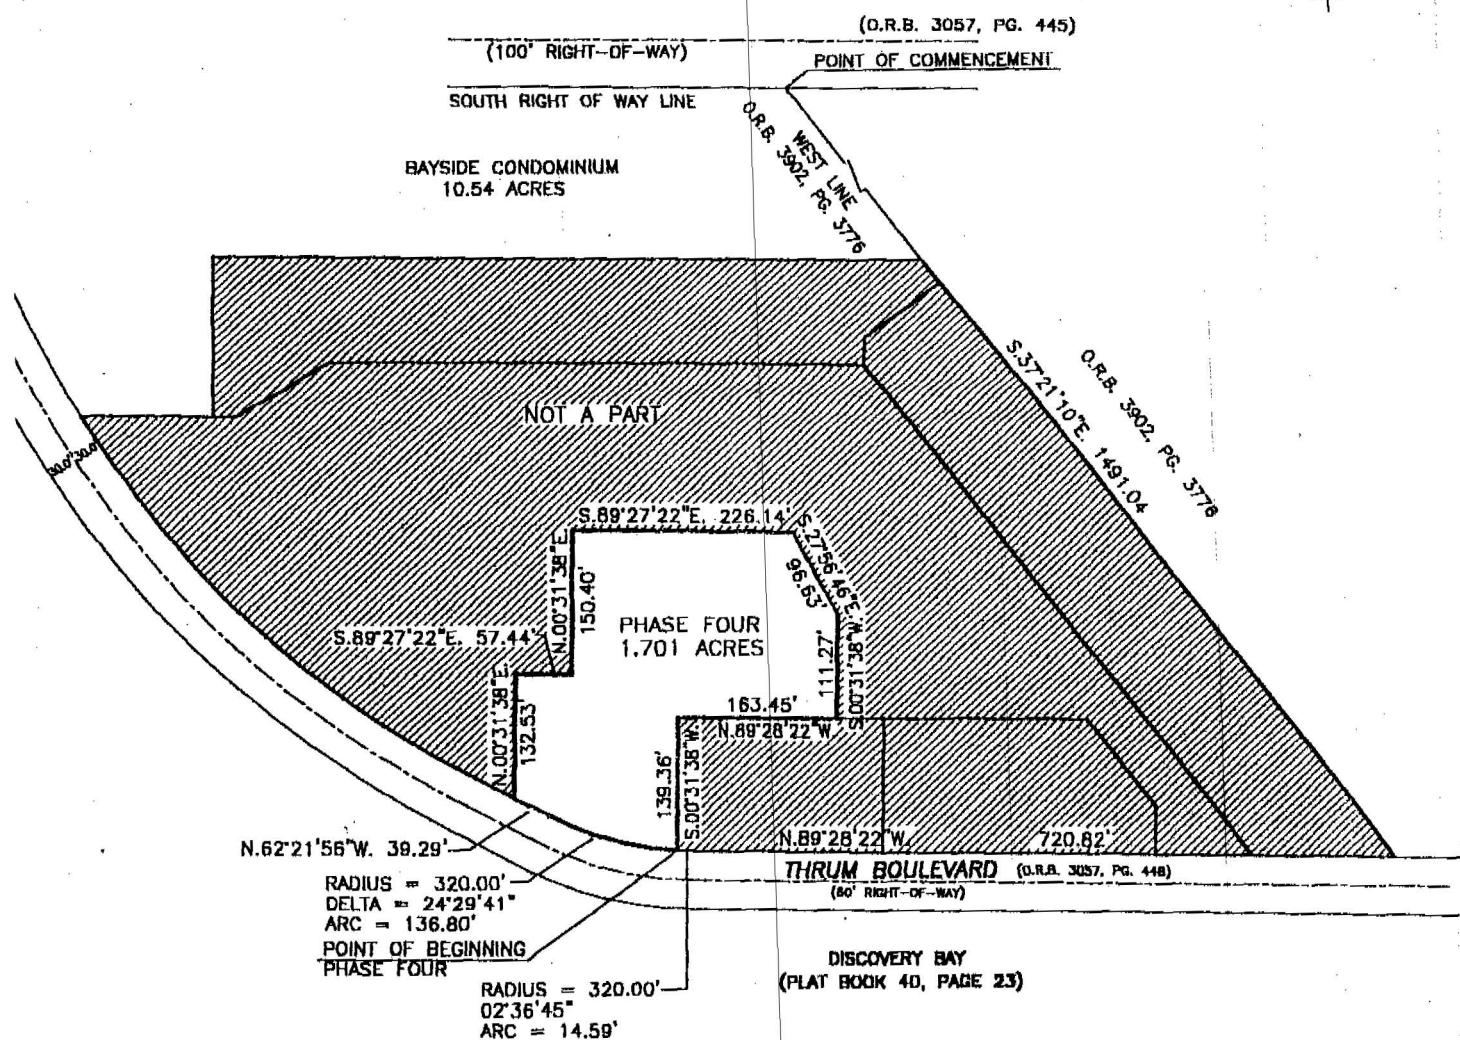 (O.R.B. 3057, PG. 445)
(100' RIGHT-OF-WAY)
POINT OF COMMENCEMENT
SOUTH RIGHT OF WAY LINE
WEST LINE
O.R.B. 3902, PG. 3776
BAYSIDE CONDOMINIUM
10.54 ACRES
S.37°21'10"E. 1491.04
O.R.B. 3902, PG. 3776
NOT A PART
30.0' 30.0'
S.89°27'22"E. 226.14'
S.27°56'46"E.
96.63'
N.00°31'38"E.
150.40'
PHASE FOUR
1.701 ACRES
S.89°27'22"E. 57.44'
111.27'
S.00°31'38"W.
N.00°31'38"E.
132.53'
163.45'
N.89°28'22"W.
139.36'
S.00°31'38"W.
N.89°28'22"W. 720.82'
N.62°21'56"W. 39.29'
THRUM BOULEVARD (O.R.B. 3057, PG. 448)
(60' RIGHT-OF-WAY)
RADIUS = 320.00'
DELTA = 24°29'41"
ARC = 136.80'
POINT OF BEGINNING
PHASE FOUR
DISCOVERY BAY
(PLAT BOOK 40, PAGE 23)
RADIUS = 320.00'
02°36'45"
ARC = 14.59'